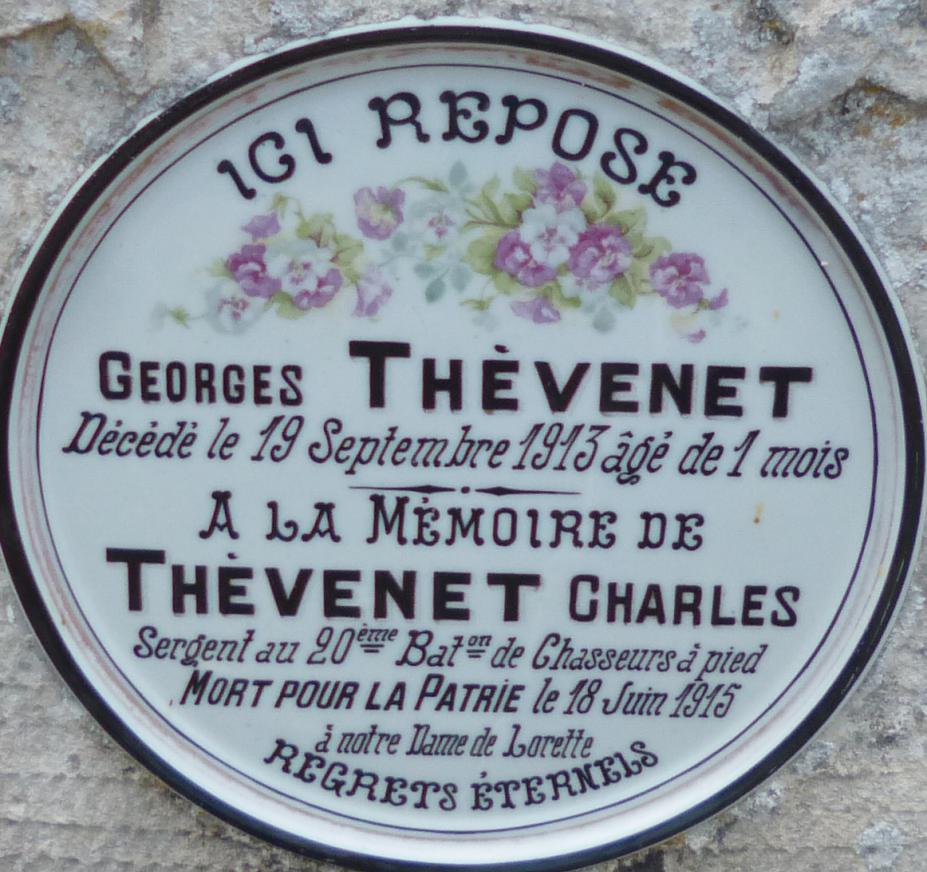 ICI REPOSE
GEORGES THÈVENET
Décédé le 19 Septembre 1913 âgé de 1 mois
A LA MÉMOIRE DE
THÈVENET CHARLES
Sergent au 20ème Baton de Chasseurs à pied
MORT POUR LA PATRIE le 18 Juin 1915
à notre Dame de Lorette
REGRETS ÉTERNELS